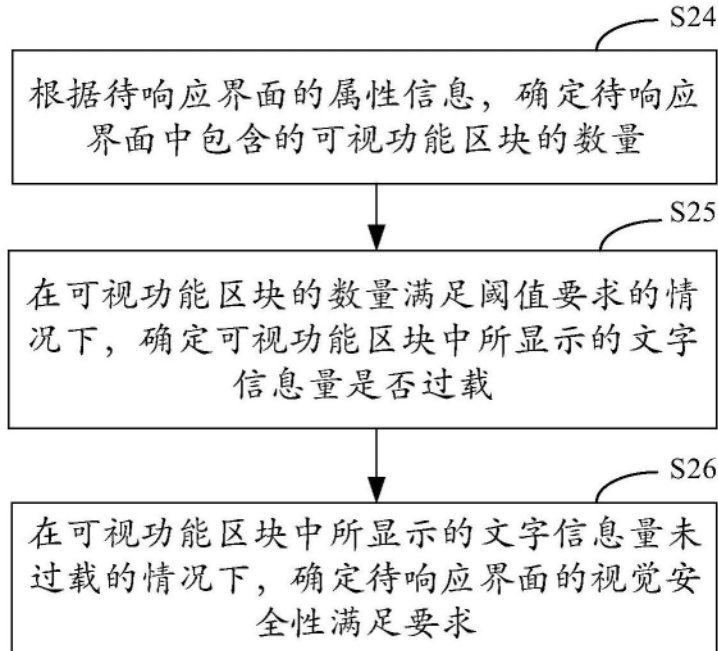 S24
根据待响应界面的属性信息，确定待响应
界面中包含的可视功能区块的数量
S25
在可视功能区块的数量满足阈值要求的情
况下，确定可视功能区块中所显示的文字
信息量是否过载
S26
在可视功能区块中所显示的文字信息量未
过载的情况下，确定待响应界面的视觉安
全性满足要求